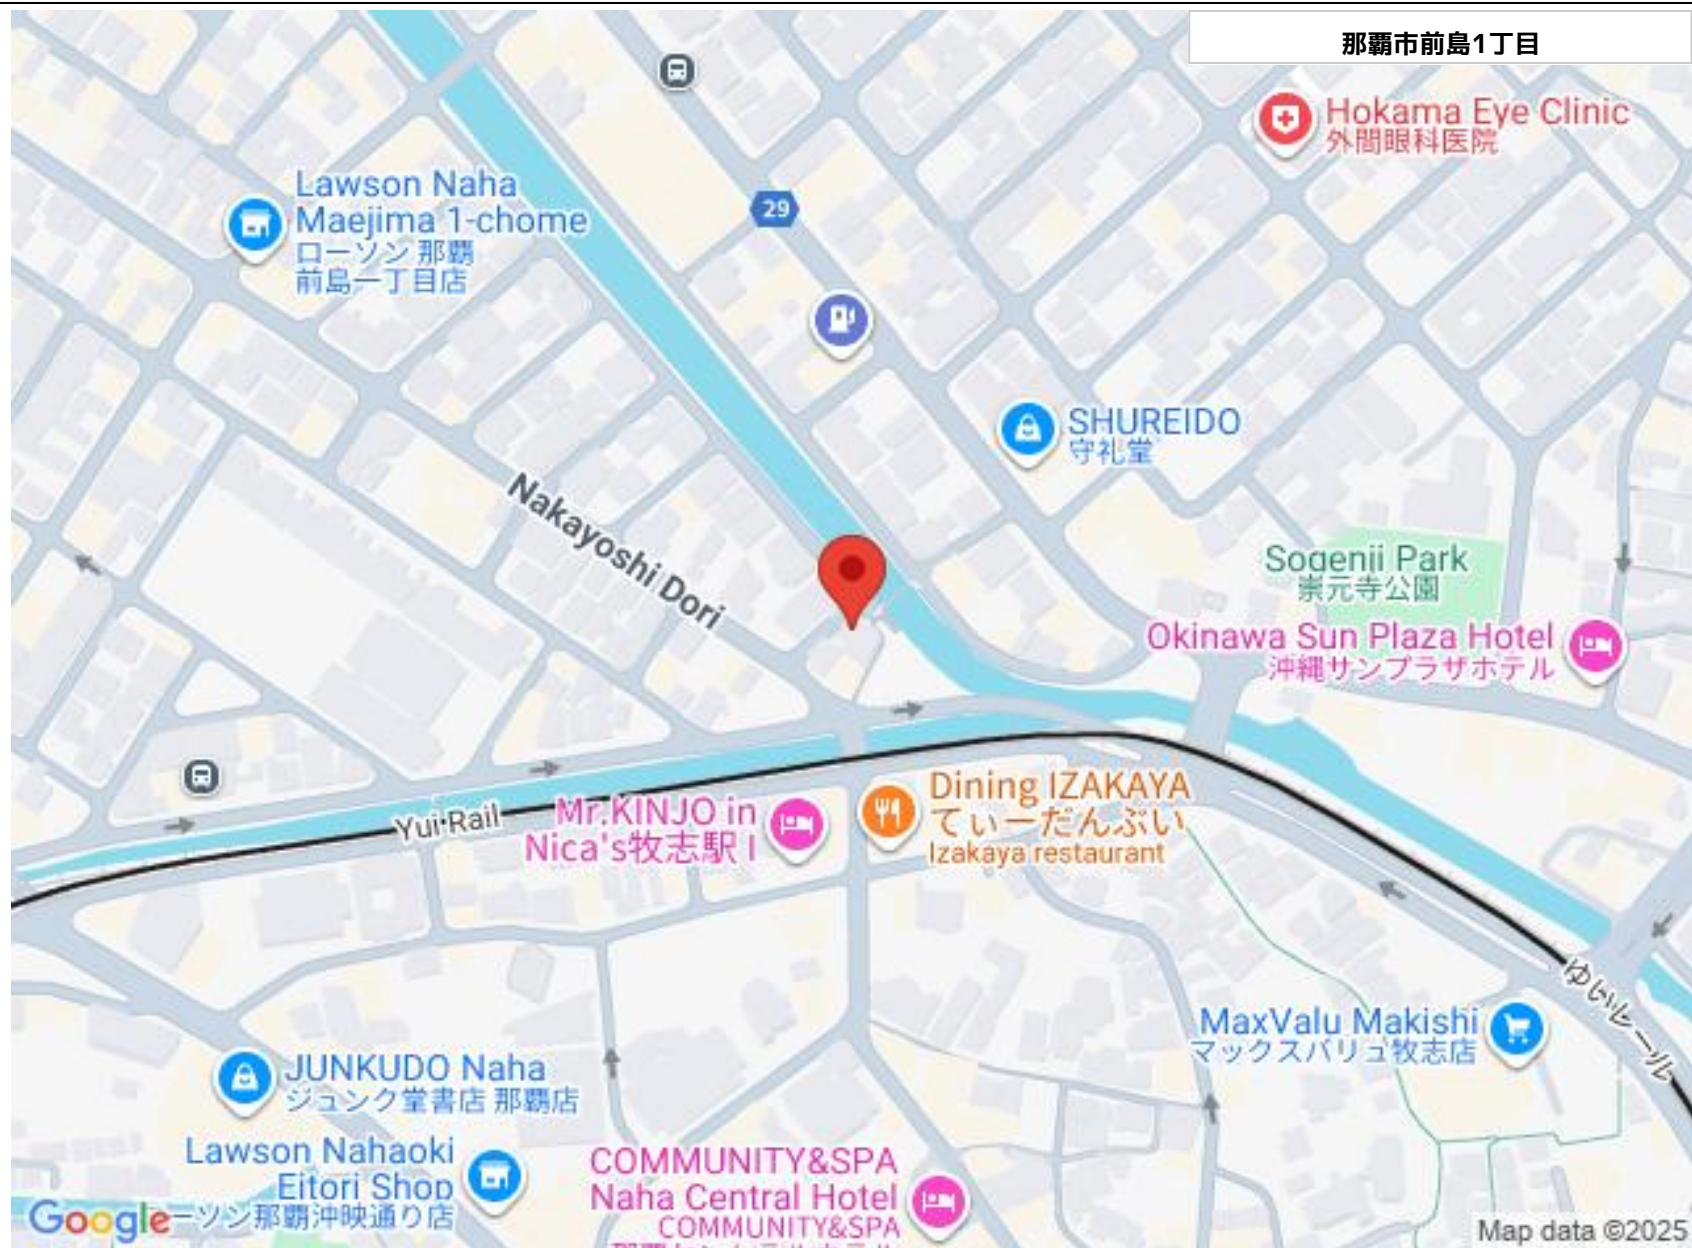 那覇市前島1丁目
Hokama Eye Clinic
外間眼科医院
Lawson Naha
Maejima 1-chome
ローソン 那覇
前島一丁目店
29
SHUREIDO
守礼堂
Nakayoshi Dori
Sogenji Park
崇元寺公園
Okinawa Sun Plaza Hotel
沖縄サンプラザホテル
Dining IZAKAYA
てぃーだんぶい
Izakaya restaurant
Mr.KINJO in
Nica's牧志駅 I
Yui Rail
ゆいレール
MaxValu Makishi
マックスバリュ牧志店
JUNKUDO Naha
ジュンク堂書店 那覇店
Lawson Nahaoki
Eitori Shop
ーソン那覇沖映通り店
COMMUNITY&SPA
Naha Central Hotel
COMMUNITY&SPA
Google
Map data ©2025